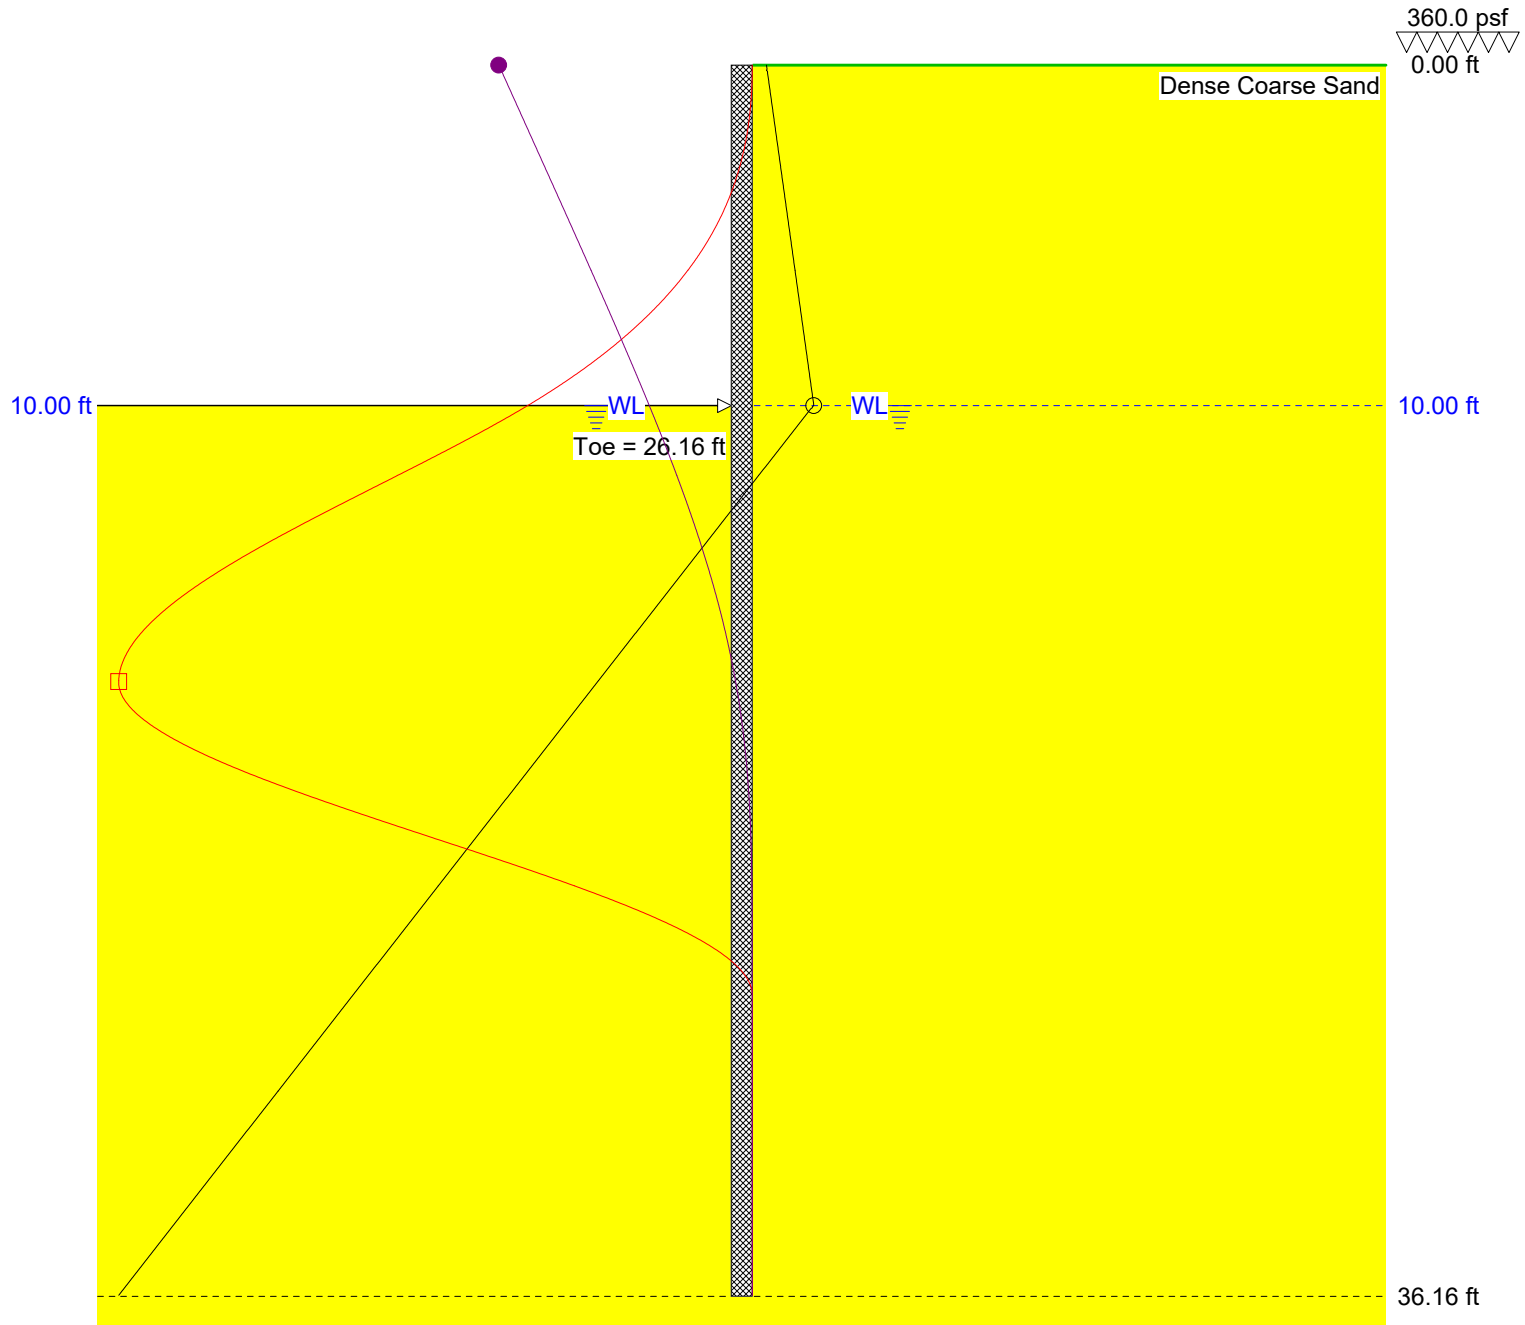 360.0 psf
0.00 ft
Dense Coarse Sand
10.00 ft WL WL 10.00 ft
Toe = 26.16 ft
36.16 ft